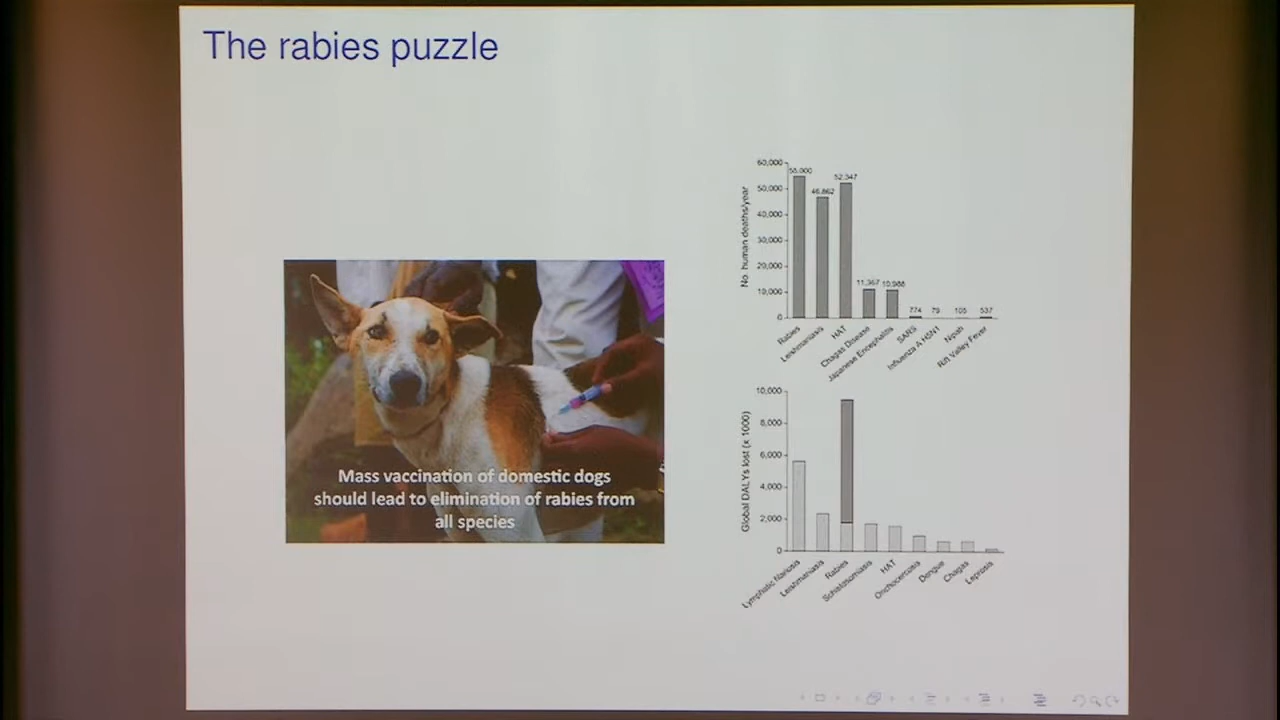 The rabies puzzle
Mass vaccination of domestic dogs
should lead to elimination of rabies from
all species
No. human deaths/year
60,000
50,000
40,000
30,000
20,000
10,000
0
55,000
46,862
52,347
11,367
10,988
774
79
105
537
Rabies
Leishmaniasis
HAT
Chagas Disease
Japanese Encephalitis
SARS
Influenza A H5N1
Nipah
Rift Valley Fever
Global DALYs lost (x 1000)
10,000
8,000
6,000
4,000
2,000
0
Lymphatic filariosis
Leishmaniasis
Rabies
Schistosomiasis
HAT
Onchocerciasis
Dengue
Chagas
Leprosis